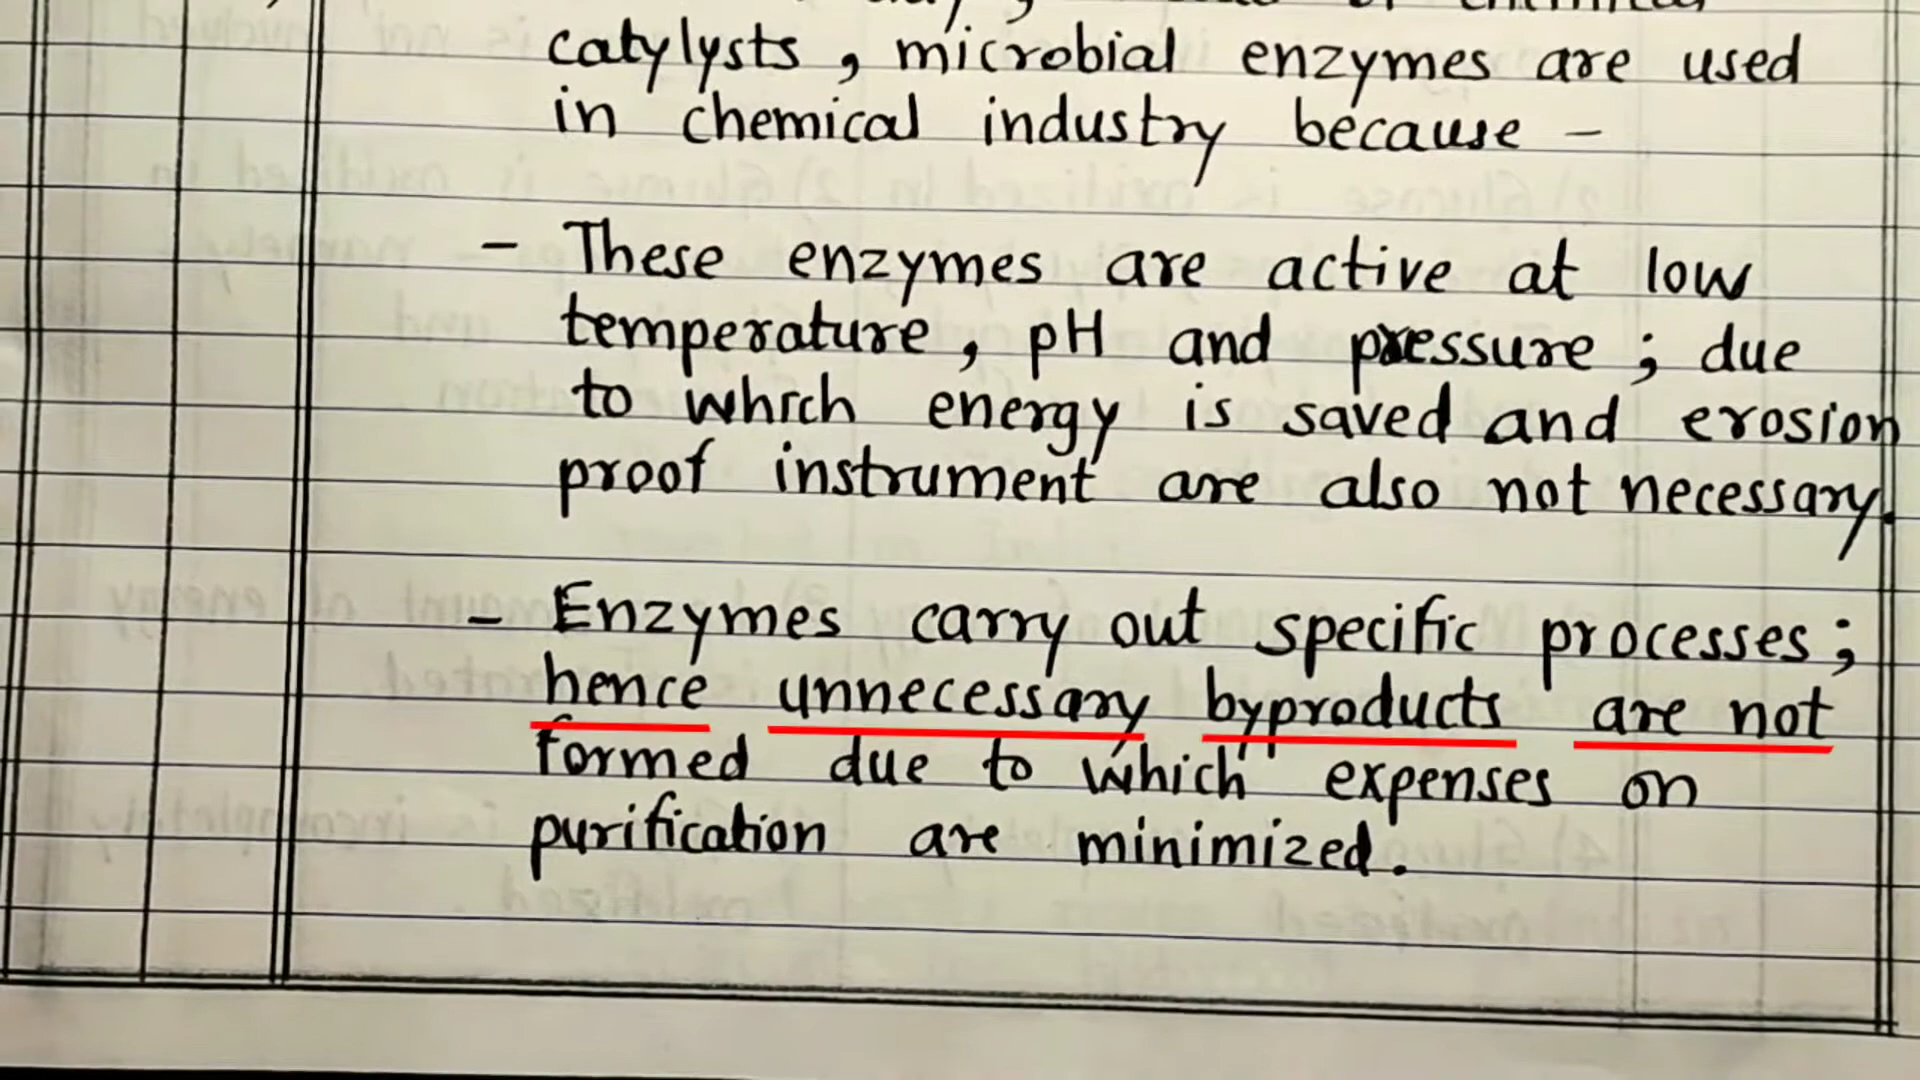 catylysts, microbial enzymes are used
in chemical industry because -
- These enzymes are active at low
temperature, pH and pressure; due
to which energy is saved and erosion
proof instrument are also not necessary.
- Enzymes carry out specific processes;
hence unnecessary byproducts are not
formed due to which expenses on
purification are minimized.